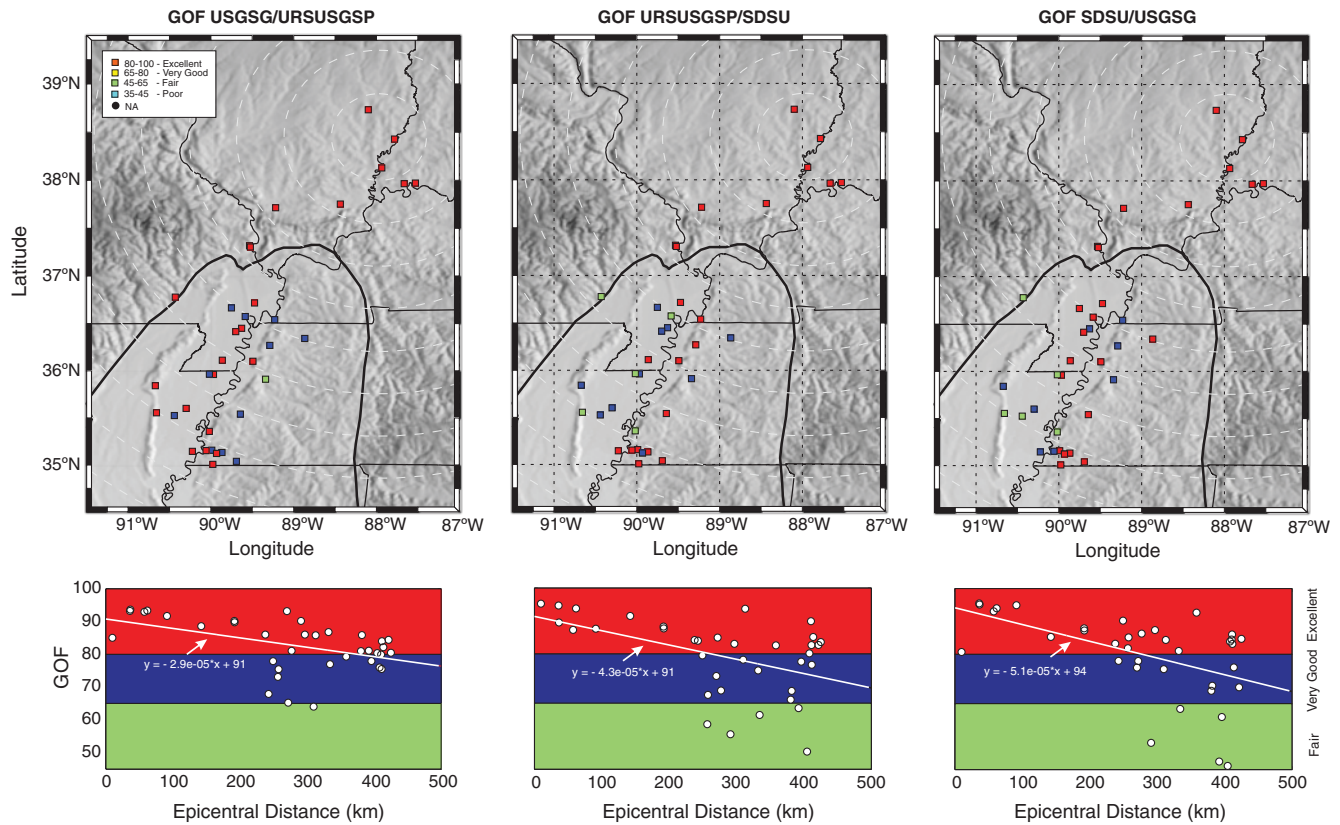 GOF USGSG/URSUSGSP
GOF URSUSGSP/SDSU
GOF SDSU/USGSG
80-100 - Excellent
65-80 - Very Good
45-65 - Fair
35-45 - Poor
NA
Latitude
39°N
38°N
37°N
36°N
35°N
91°W 90°W 89°W 88°W 87°W
91°W 90°W 89°W 88°W 87°W
91°W 90°W 89°W 88°W 87°W
Longitude
Longitude
Longitude
GOF
100
90
80
70
60
50
y = - 2.9e-05*x + 91
y = - 4.3e-05*x + 91
y = - 5.1e-05*x + 94
Excellent
Very Good
Fair
0 100 200 300 400 500
0 100 200 300 400 500
0 100 200 300 400 500
Epicentral Distance (km)
Epicentral Distance (km)
Epicentral Distance (km)